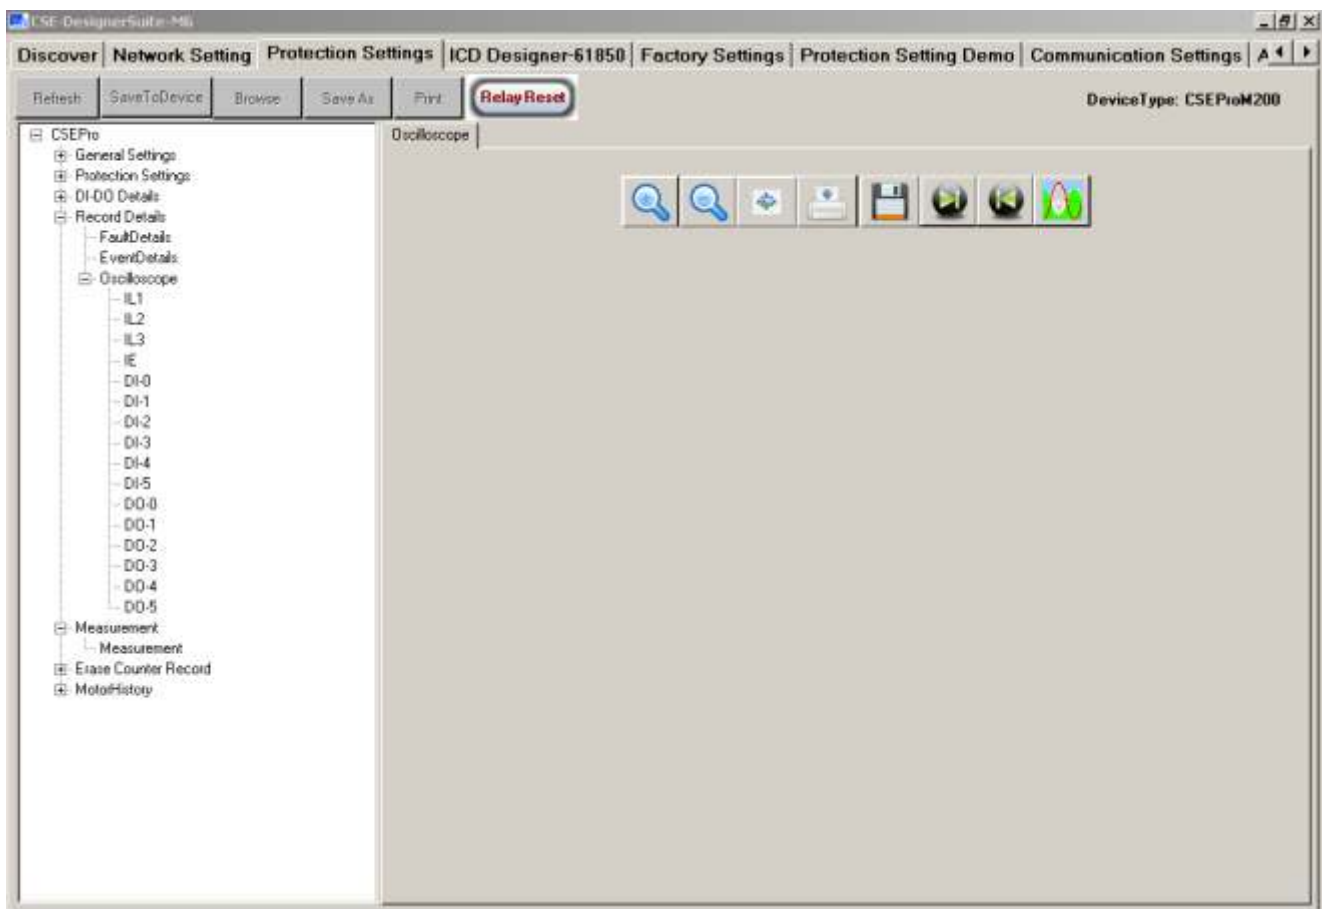 CSE-DesignerSuite-M6
Discover Network Setting Protection Settings ICD Designer-61850 Factory Settings Protection Setting Demo Communication Settings A
Refresh SaveToDevice Browse Save As Print Relay Reset DeviceType: CSEProM200
CSEPro
Oscilloscope
General Settings
Protection Settings
DI-DO Details
Record Details
FaultDetails
EventDetails
Oscilloscope
IL1
IL2
IL3
IE
DI-0
DI-1
DI-2
DI-3
DI-4
DI-5
DO-0
DO-1
DO-2
DO-3
DO-4
DO-5
Measurement
Measurement
Erase Counter Record
MotorHistory